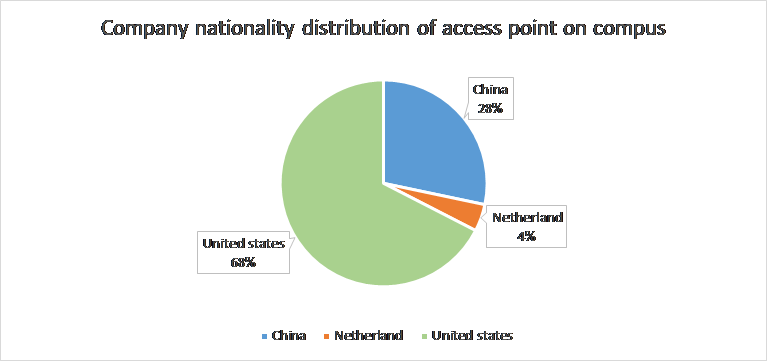 Company nationality distribution of access point on compus
China
28%
Netherland
4%
United states
68%
China Netherland United states